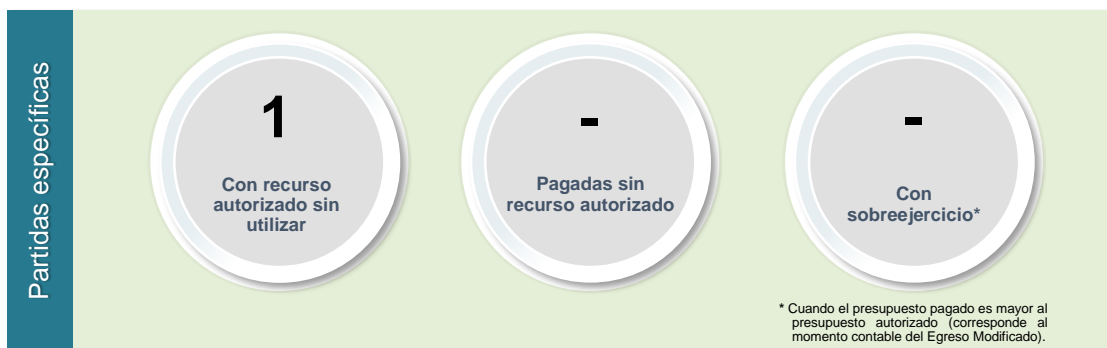 Partidas específicas
1
Con recurso
autorizado sin
utilizar
-
Pagadas sin
recurso autorizado
-
Con
sobreejercicio*
* Cuando el presupuesto pagado es mayor al
presupuesto autorizado (corresponde al
momento contable del Egreso Modificado).